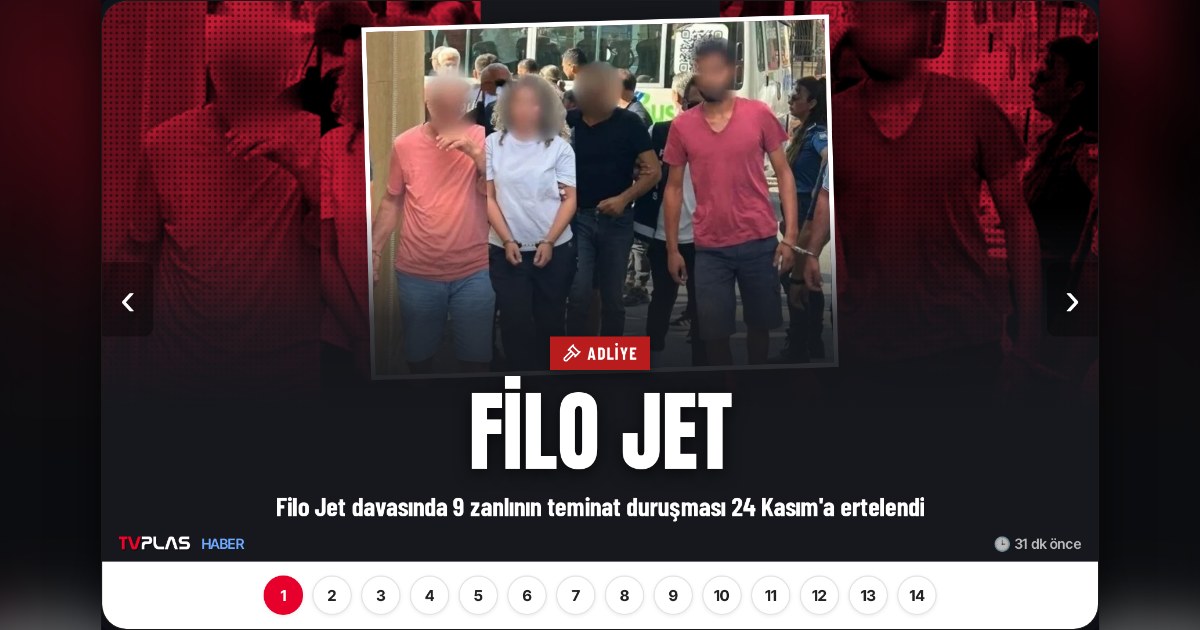 ADLİYE
FİLO JET
Filo Jet davasında 9 zanlının teminat duruşması 24 Kasım'a ertelendi
TVPLAS HABER
31 dk önce
1 2 3 4 5 6 7 8 9 10 11 12 13 14